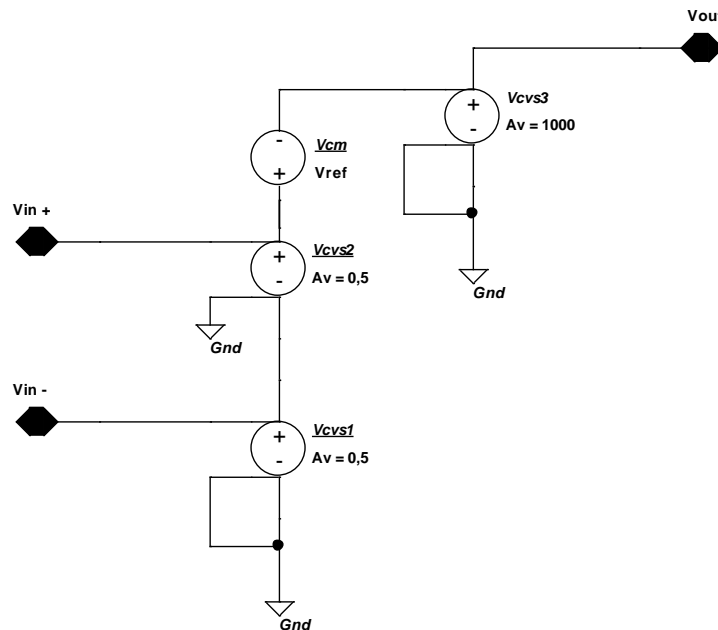 Vout
+
Vcvs3
-
Av = 1000
-
Vcm
+
Vref
Vin +
+
Vcvs2
-
Av = 0,5
Gnd
Gnd
Vin -
+
Vcvs1
-
Av = 0,5
Gnd